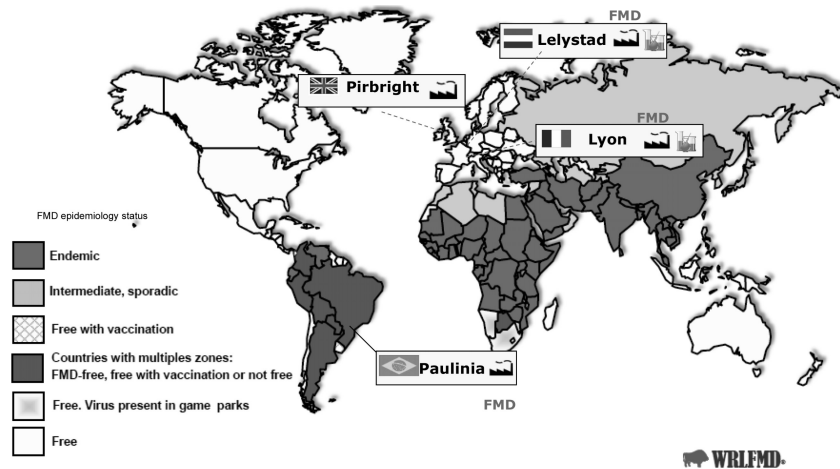 FMD
Lelystad
Pirbright
FMD
Lyon
FMD epidemiology status
Endemic
Intermediate, sporadic
Free with vaccination
Countries with multiples zones:
FMD-free, free with vaccination or not free
Free. Virus present in game parks
Free
Paulinia
FMD
WRLFMD®